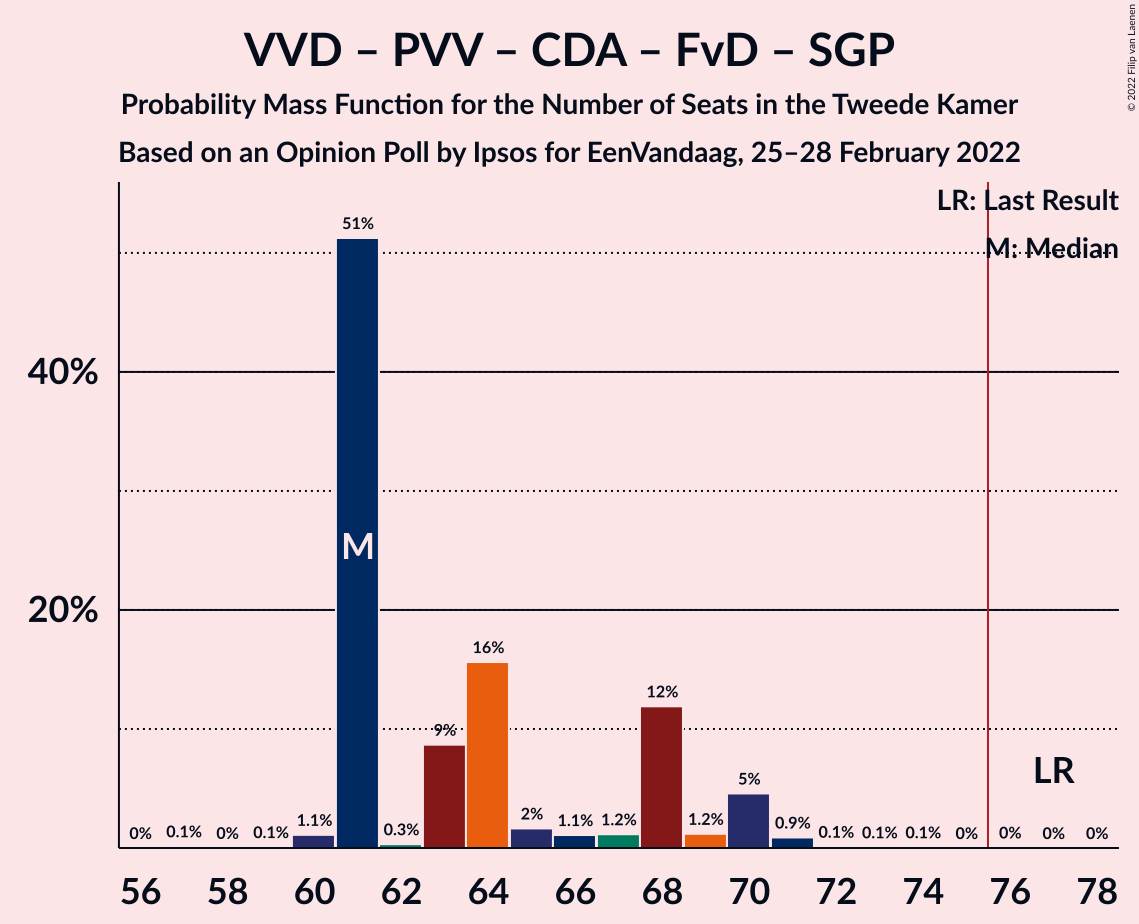 VVD – PVV – CDA – FvD – SGP
Probability Mass Function for the Number of Seats in the Tweede Kamer
Based on an Opinion Poll by Ipsos for EenVandaag, 25–28 February 2022
© 2022 Filip van Laenen
LR: Last Result
M: Median
40%
20%
0% 0.1% 0% 0.1% 1.1% 51% 0.3% 9% 16% 2% 1.1% 1.2% 12% 1.2% 5% 0.9% 0.1% 0.1% 0.1% 0% 0% 0% 0%
M
LR
56 58 60 62 64 66 68 70 72 74 76 78